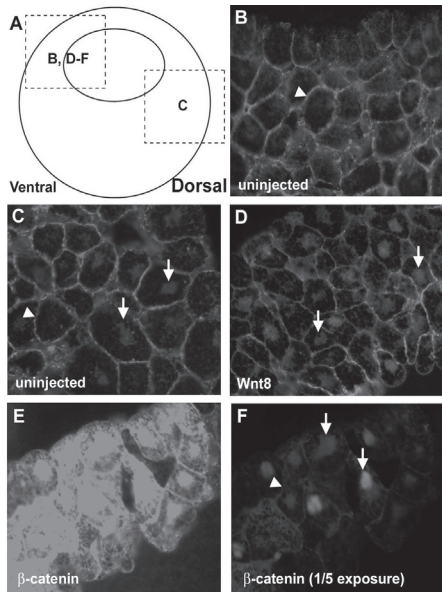 A
B, D-F
C
Ventral
Dorsal
B
uninjected
C
uninjected
D
Wnt8
E
β-catenin
F
β-catenin (1/5 exposure)